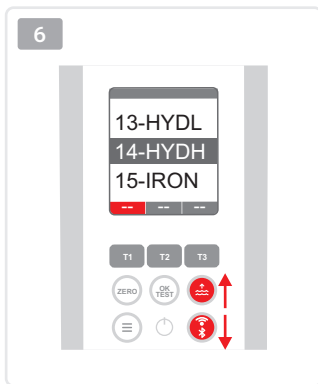 6
13-HYDL
14-HYDH
15-IRON
-- -- --
T1 T2 T3
ZERO OK TEST